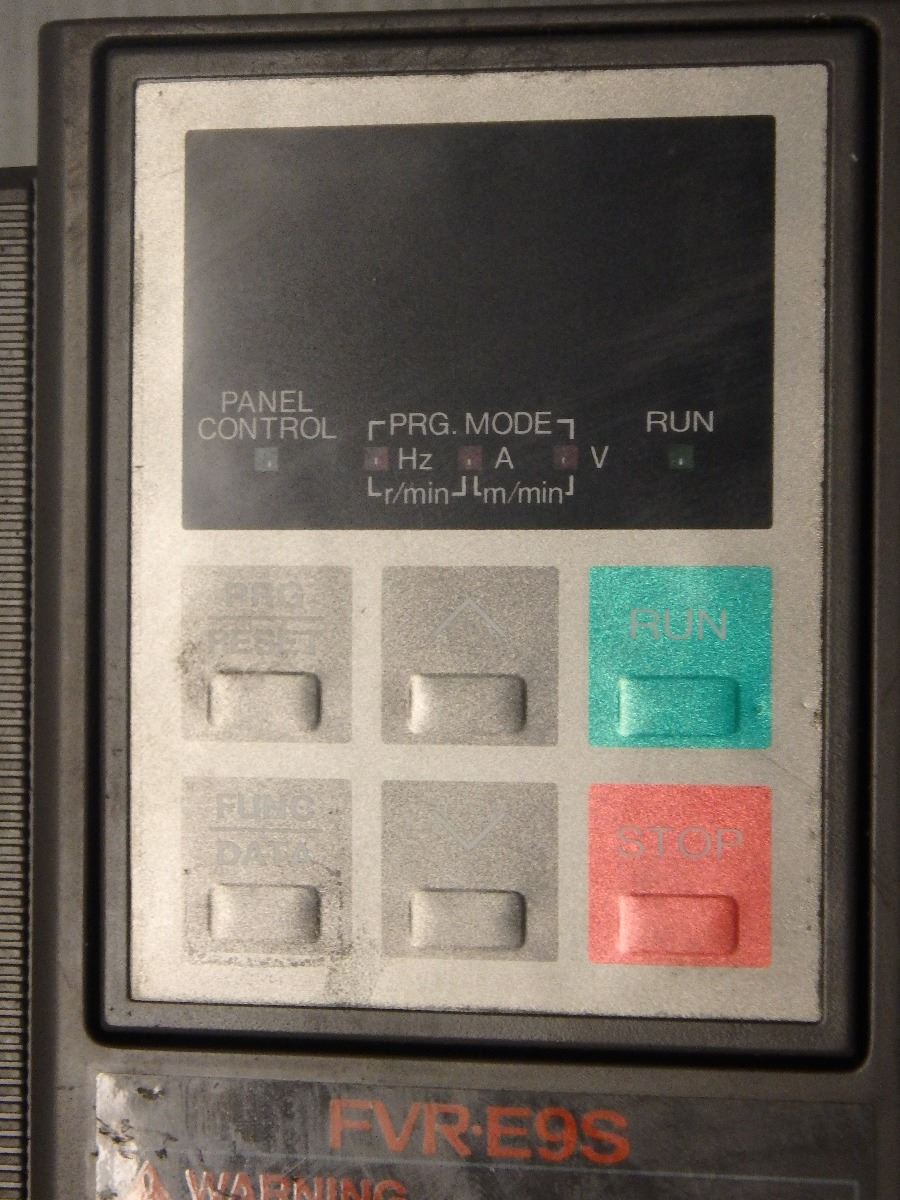 PANEL
CONTROL
PRG. MODE
RUN
Hz A V
r/min m/min
PRG
RESET
RUN
FUNC
DATA
STOP
FVR·E9S
WARNING